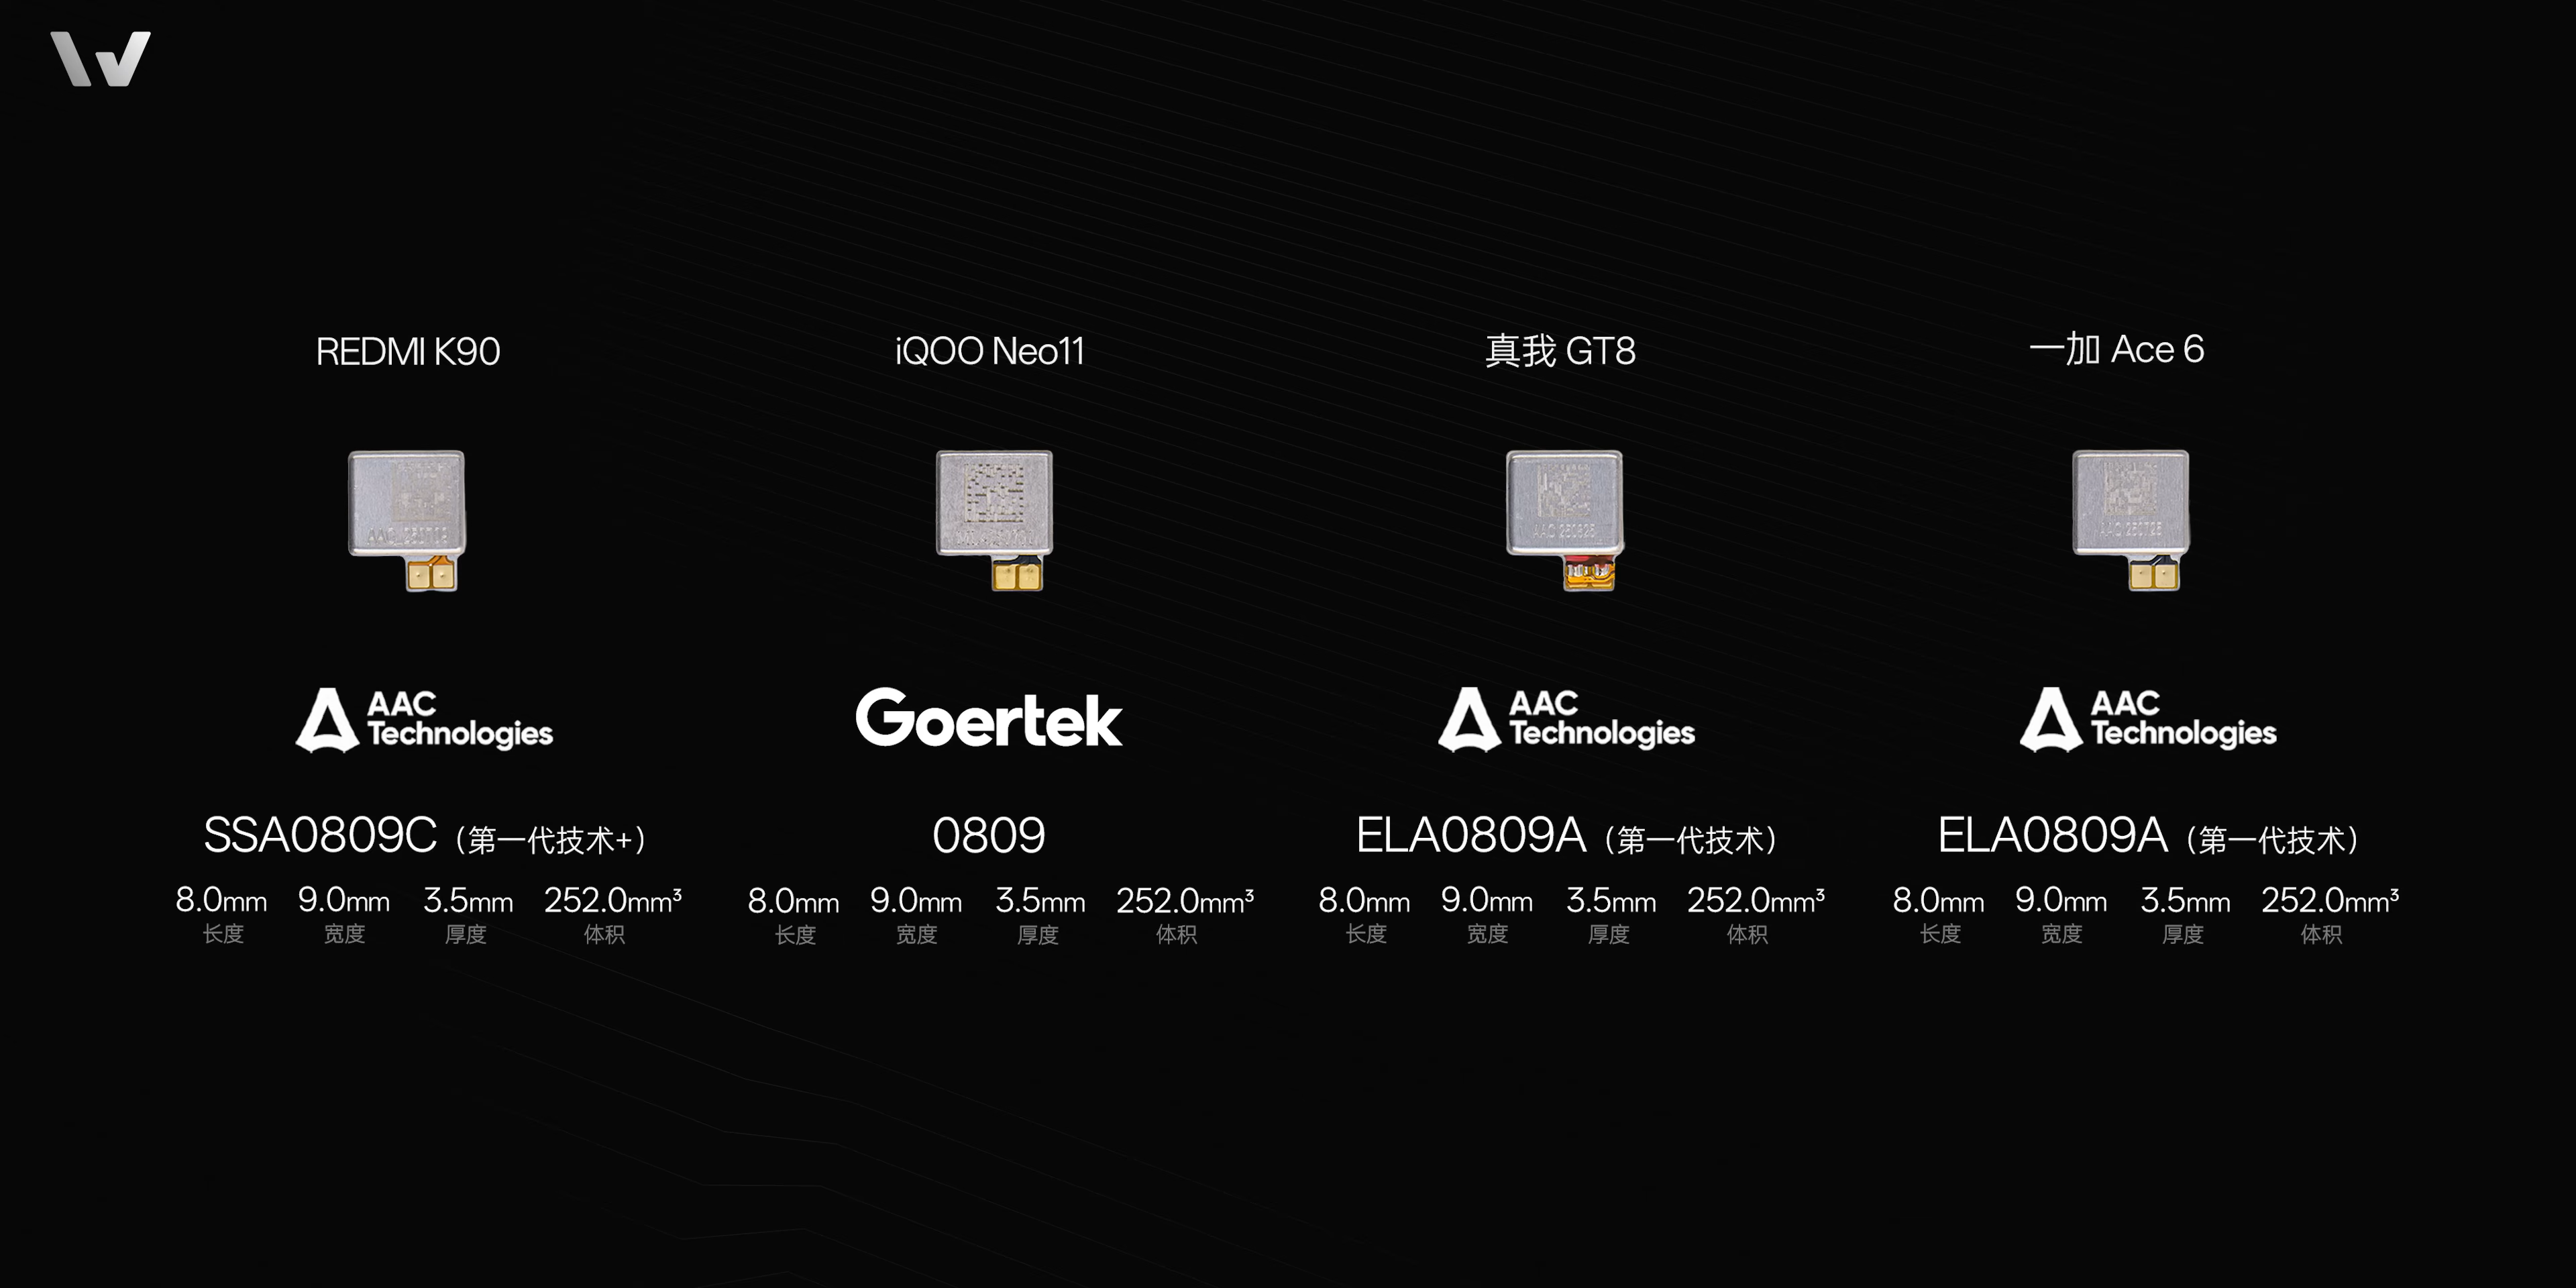 REDMI K90
iQOO Neo11
真我 GT8
一加 Ace 6
AAC
Technologies
Goertek
AAC
Technologies
AAC
Technologies
SSA0809C（第一代技术+）
0809
ELA0809A（第一代技术）
ELA0809A（第一代技术）
8.0mm 9.0mm 3.5mm 252.0mm³
长度 宽度 厚度 体积
8.0mm 9.0mm 3.5mm 252.0mm³
长度 宽度 厚度 体积
8.0mm 9.0mm 3.5mm 252.0mm³
长度 宽度 厚度 体积
8.0mm 9.0mm 3.5mm 252.0mm³
长度 宽度 厚度 体积